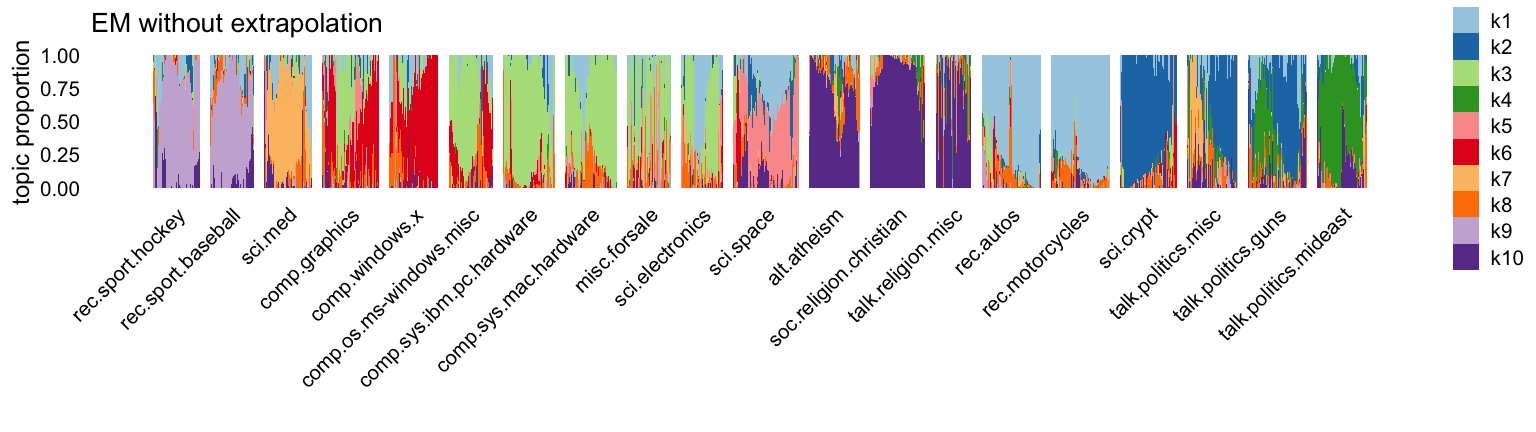 EM without extrapolation
topic proportion
1.00
0.75
0.50
0.25
0.00
rec.sport.hockey
rec.sport.baseball
sci.med
comp.graphics
comp.windows.x
comp.os.ms-windows.misc
comp.sys.ibm.pc.hardware
comp.sys.mac.hardware
misc.forsale
sci.electronics
sci.space
alt.atheism
soc.religion.christian
talk.religion.misc
rec.autos
rec.motorcycles
sci.crypt
talk.politics.misc
talk.politics.guns
talk.politics.mideast
k1
k2
k3
k4
k5
k6
k7
k8
k9
k10